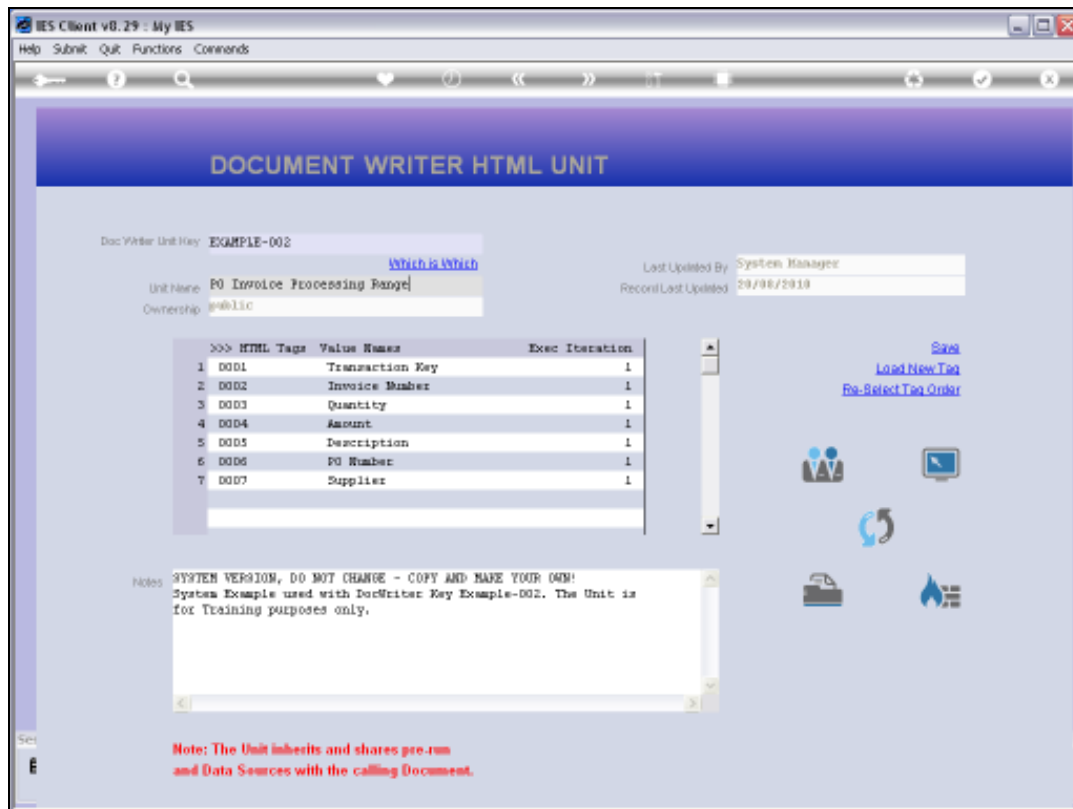 IES Client v8.29 : My IES
Help Submit Quit Functions Commands
DOCUMENT WRITER HTML UNIT
Doc Writer Unit Key EXAMPLE-002
Which is Which
Unit Name PO Invoice Processing Range
Ownership public
Last Updated By System Manager
Record Last Updated 20/08/2010
>>> HTML Tags Value Names Exec Iteration
1 0001 Transaction Key 1
2 0002 Invoice Number 1
3 0003 Quantity 1
4 0004 Amount 1
5 0005 Description 1
6 0006 PO Number 1
7 0007 Supplier 1
Save
Load New Tag
Re-Select Tag Order
Notes
SYSTEM VERSION, DO NOT CHANGE - COPY AND MAKE YOUR OWN!
System Example used with DocWriter Key Example-002. The Unit is
for Training purposes only.
Note: The Unit inherits and shares pre-run
and Data Sources with the calling Document.